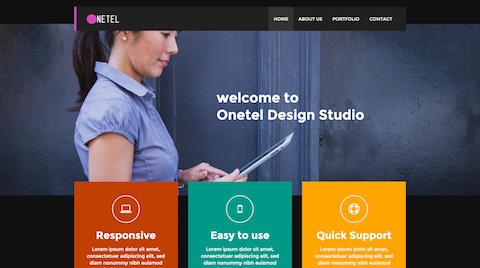 ONETEL
HOME ABOUT US PORTFOLIO CONTACT
welcome to
Onetel Design Studio
Responsive
Lorem ipsum dolor sit amet,
consectetuer adipiscing elit, sed
diam nonummy nibh euismod
Easy to use
Lorem ipsum dolor sit amet,
consectetuer adipiscing elit, sed
diam nonummy nibh euismod
Quick Support
Lorem ipsum dolor sit amet,
consectetuer adipiscing elit, sed
diam nonummy nibh euismod